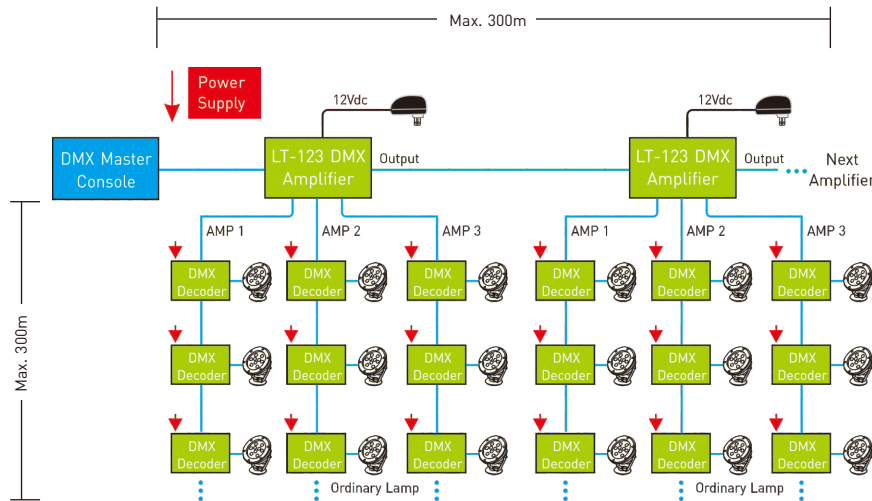 Max. 300m
Power
Supply
12Vdc
12Vdc
DMX Master
Console
LT-123 DMX
Amplifier
Output
LT-123 DMX
Amplifier
Output
Next
Amplifier
AMP 1
AMP 2
AMP 3
AMP 1
AMP 2
AMP 3
Max. 300m
DMX
Decoder
DMX
Decoder
DMX
Decoder
DMX
Decoder
DMX
Decoder
DMX
Decoder
DMX
Decoder
DMX
Decoder
DMX
Decoder
DMX
Decoder
DMX
Decoder
DMX
Decoder
DMX
Decoder
DMX
Decoder
DMX
Decoder
DMX
Decoder
DMX
Decoder
DMX
Decoder
Ordinary Lamp
Ordinary Lamp